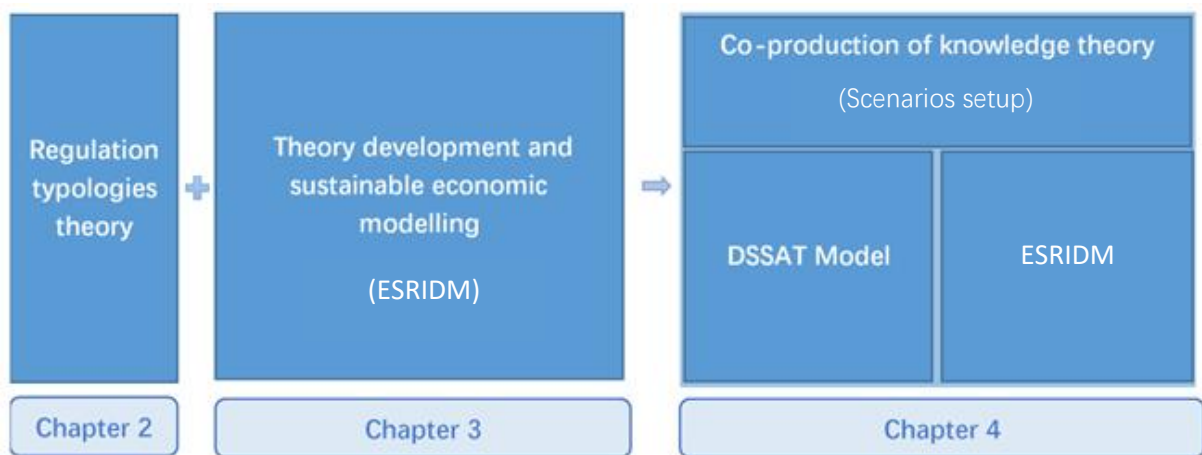 Regulation
typologies
theory
Theory development and
sustainable economic
modelling
(ESRIDM)
Co-production of knowledge theory
(Scenarios setup)
DSSAT Model
ESRIDM
Chapter 2
Chapter 3
Chapter 4